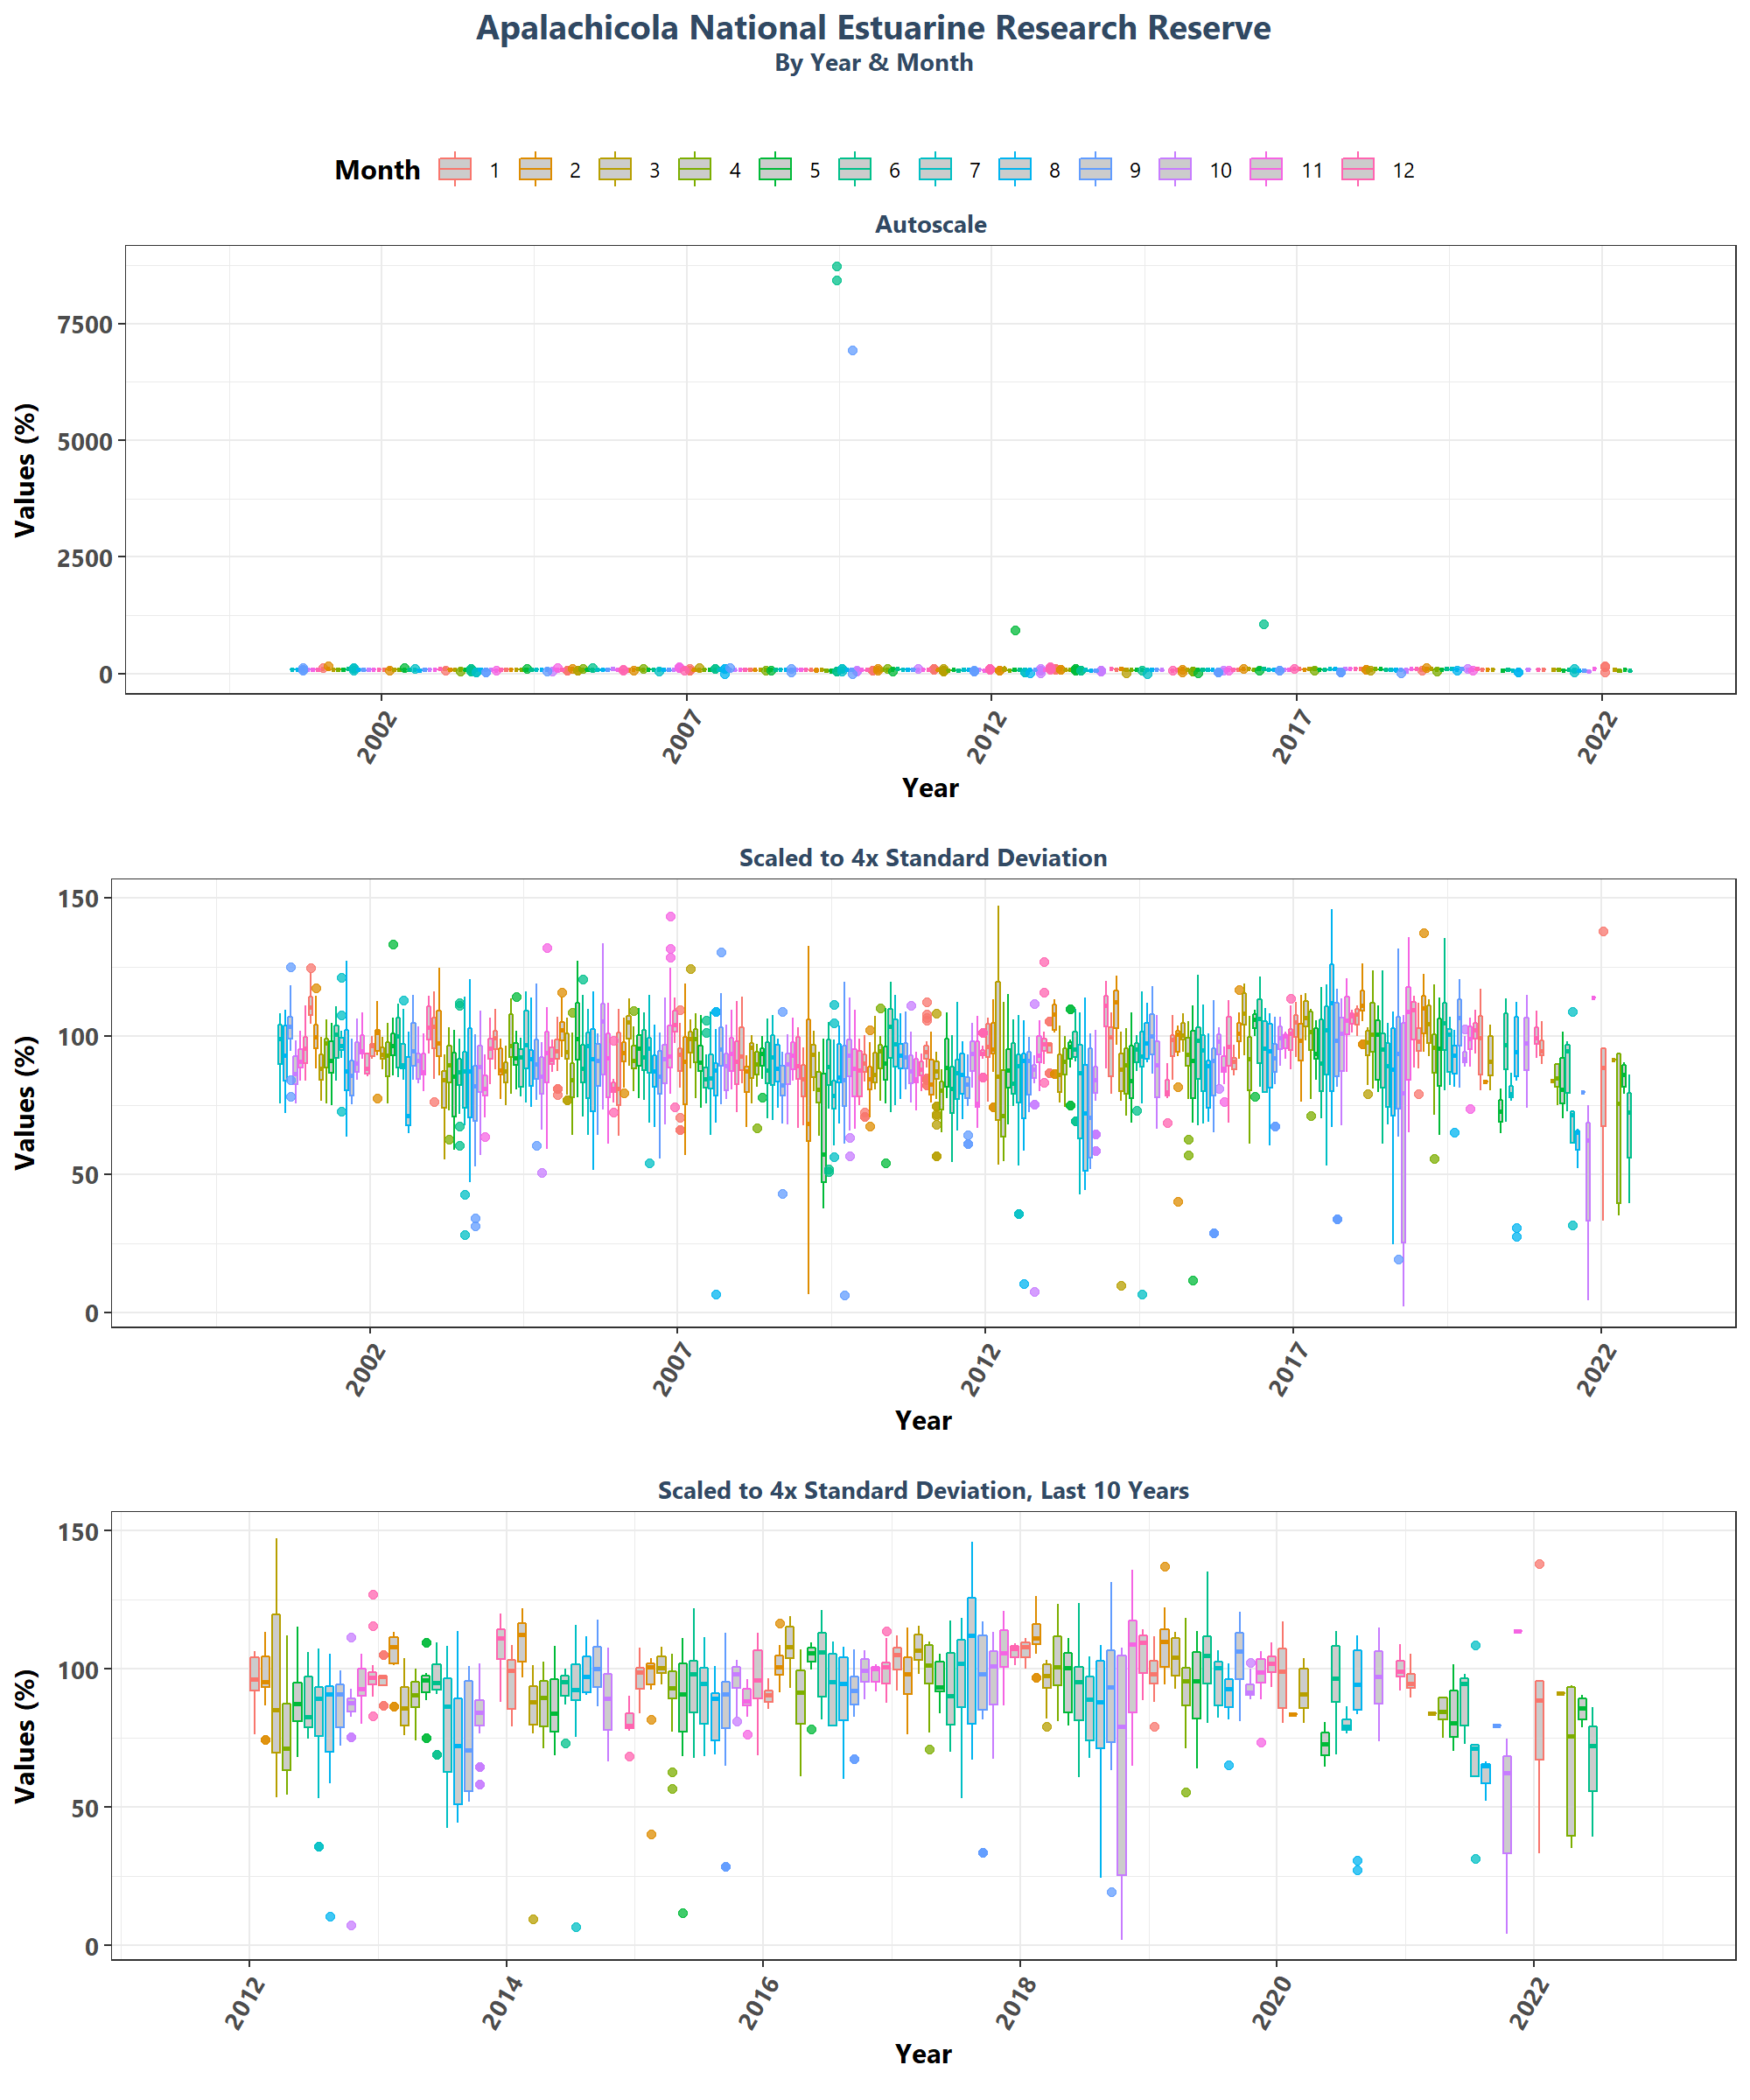 Apalachicola National Estuarine Research Reserve
By Year & Month
Month 1 2 3 4 5 6 7 8 9 10 11 12
Autoscale
Values (%)
7500
5000
2500
0
2002 2007 2012 2017 2022
Year
Scaled to 4x Standard Deviation
Values (%)
150
100
50
0
2002 2007 2012 2017 2022
Year
Scaled to 4x Standard Deviation, Last 10 Years
Values (%)
150
100
50
0
2012 2014 2016 2018 2020 2022
Year